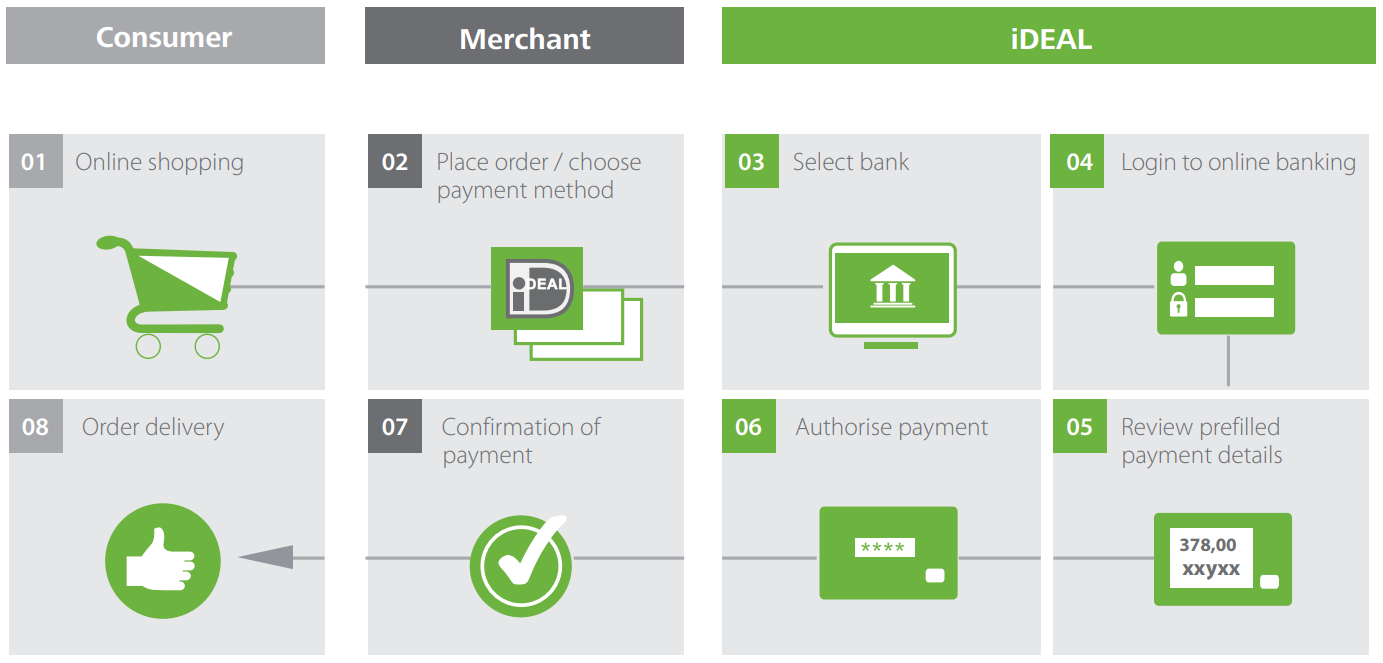 Consumer
Merchant
iDEAL
01 Online shopping
02 Place order / choose
payment method
iDEAL
03 Select bank
04 Login to online banking
08 Order delivery
07 Confirmation of
payment
06 Authorise payment
****
05 Review prefilled
payment details
378,00
xxyxx